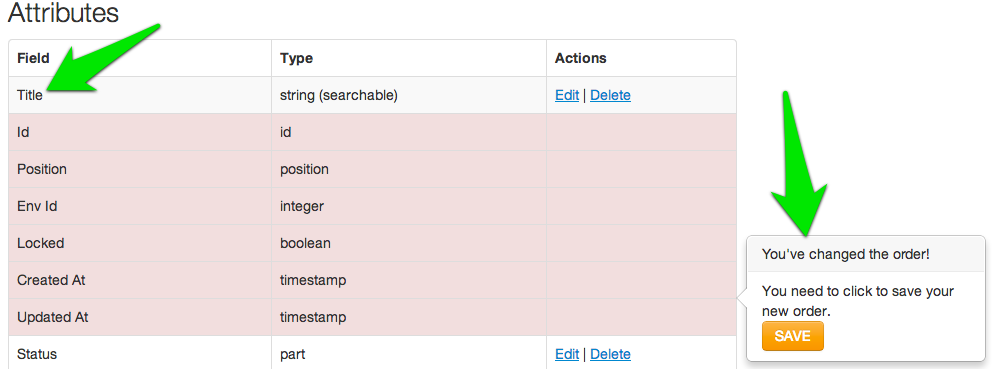 Attributes
Field Type Actions
Title string (searchable) Edit | Delete
Id id
Position position
Env Id integer
Locked boolean
Created At timestamp
Updated At timestamp
Status part Edit | Delete
You've changed the order!
You need to click to save your
new order.
SAVE